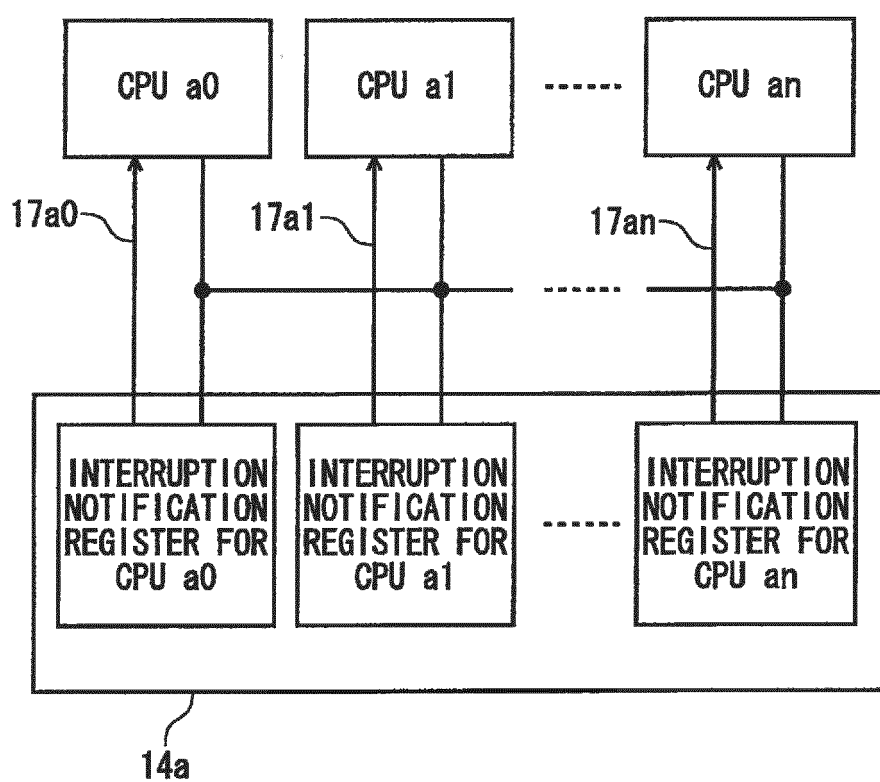 CPU a0
CPU a1
CPU an
17a0
17a1
17an
INTERRUPTION
NOTIFICATION
REGISTER FOR
CPU a0
INTERRUPTION
NOTIFICATION
REGISTER FOR
CPU a1
INTERRUPTION
NOTIFICATION
REGISTER FOR
CPU an
14a